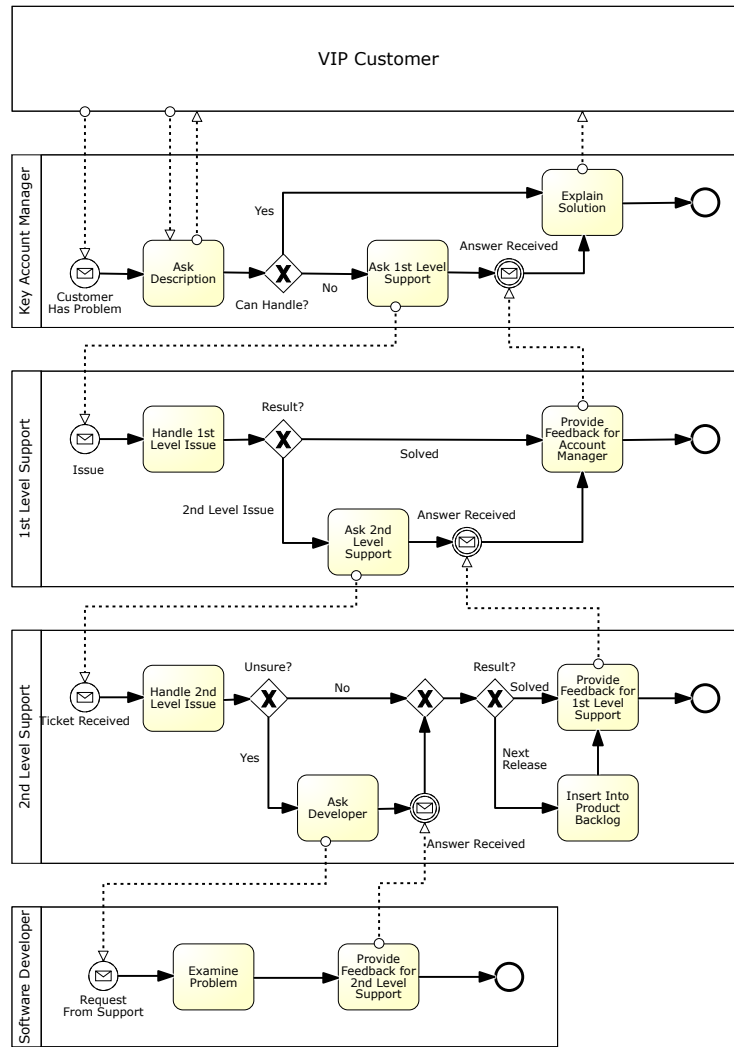 VIP Customer
Key Account Manager
Yes
Explain
Solution
Answer Received
Ask
Description
Ask 1st Level
Support
No
Customer
Has Problem
Can Handle?
1st Level Support
Result?
Handle 1st
Level Issue
Provide
Feedback for
Account
Manager
Solved
Issue
2nd Level Issue
Answer Received
Ask 2nd
Level
Support
2nd Level Support
Unsure?
Result?
Handle 2nd
Level Issue
No
Solved
Provide
Feedback for
1st Level
Support
Ticket Received
Yes
Next
Release
Ask
Developer
Insert Into
Product
Backlog
Answer Received
Software Developer
Examine
Problem
Provide
Feedback for
2nd Level
Support
Request
From Support